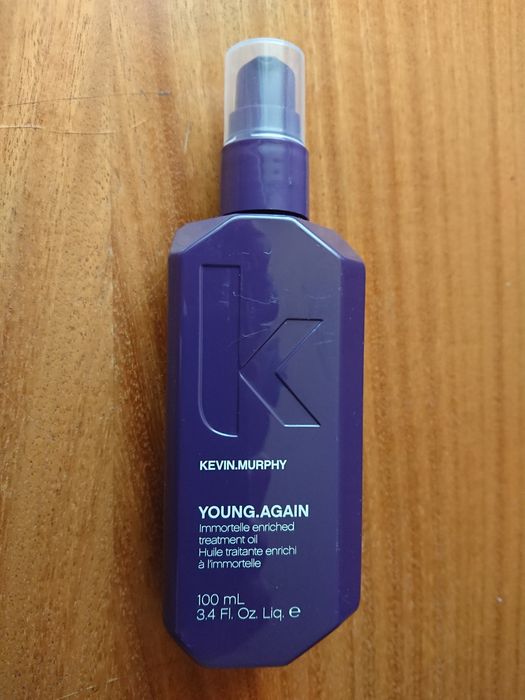 K
KEVIN.MURPHY
YOUNG.AGAIN
Immortelle enriched
treatment oil
Huile traitante enrichi
à l'immortelle
100 mL
3.4 Fl. Oz. Liq. ℮